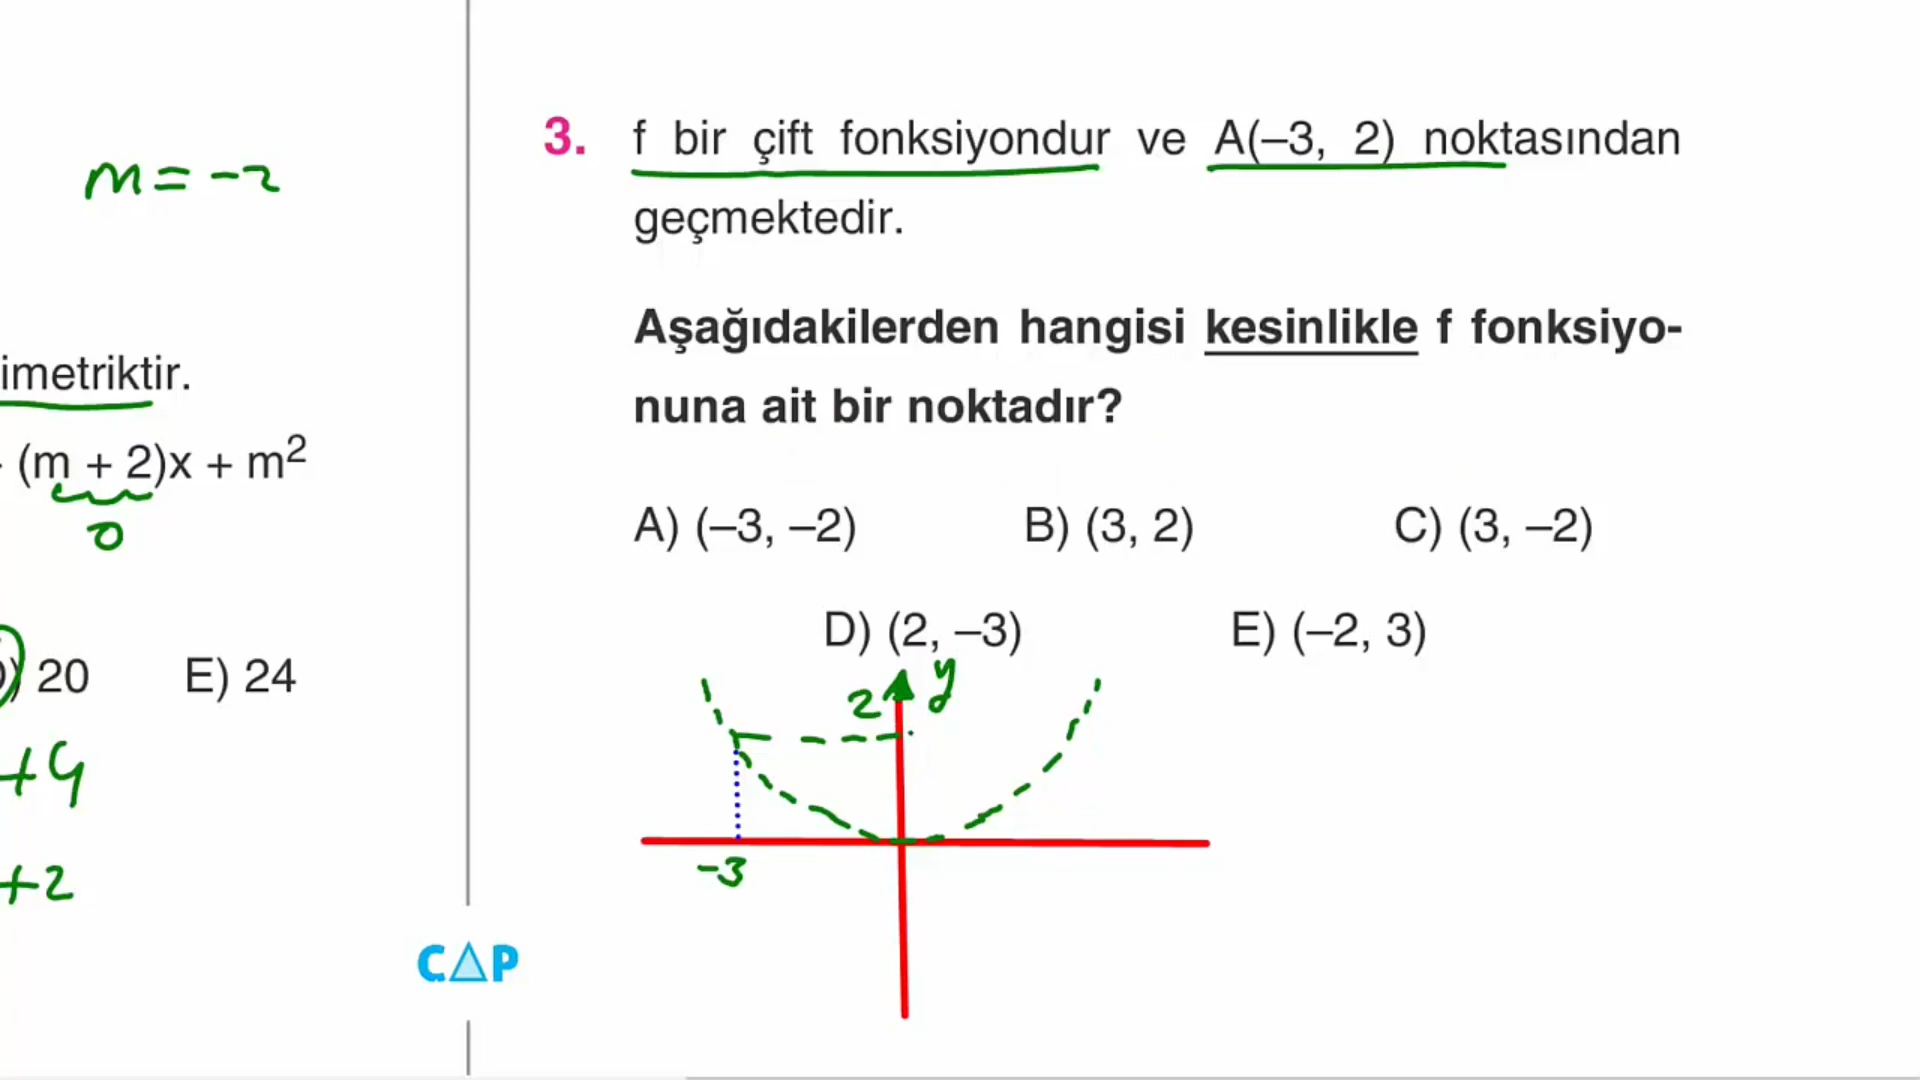 m = -2
imetriktir.
(m + 2)x + m²
0
20 E) 24
+4
+2
CAP
3. f bir çift fonksiyondur ve A(–3, 2) noktasından
geçmektedir.
Aşağıdakilerden hangisi kesinlikle f fonksiyo-
nuna ait bir noktadır?
A) (–3, –2) B) (3, 2) C) (3, –2)
D) (2, –3) E) (–2, 3)
2 y
-3